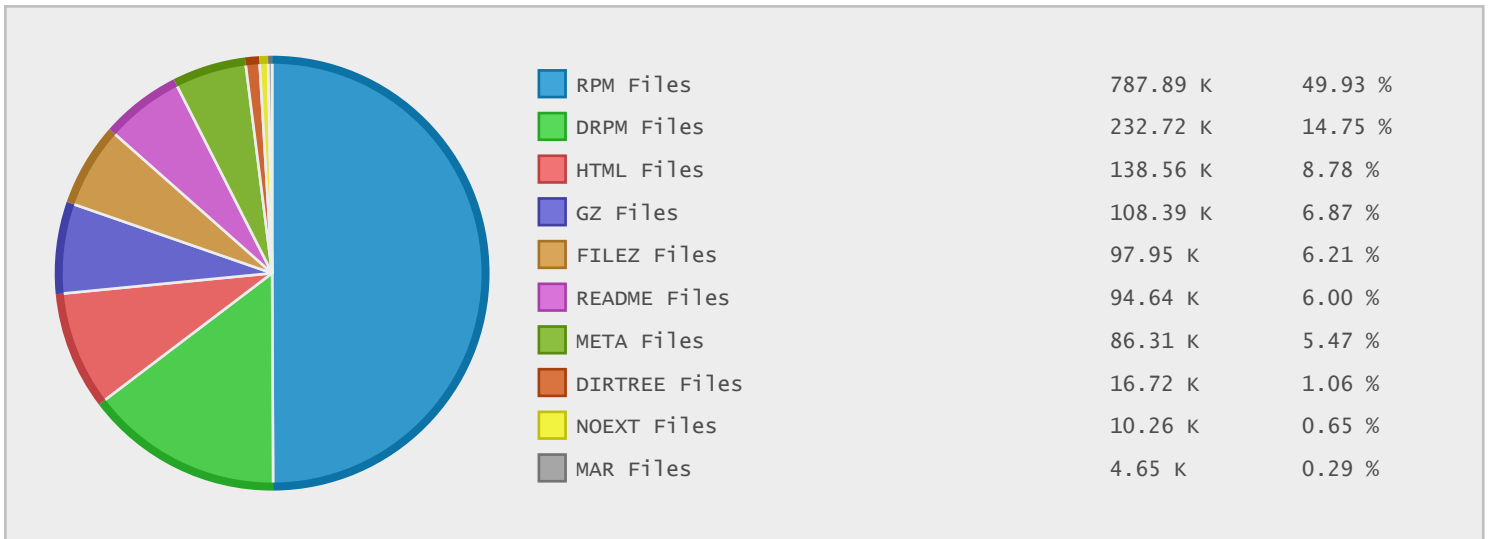 RPM Files 787.89 K 49.93 %
DRPM Files 232.72 K 14.75 %
HTML Files 138.56 K 8.78 %
GZ Files 108.39 K 6.87 %
FILEZ Files 97.95 K 6.21 %
README Files 94.64 K 6.00 %
META Files 86.31 K 5.47 %
DIRTREE Files 16.72 K 1.06 %
NOEXT Files 10.26 K 0.65 %
MAR Files 4.65 K 0.29 %